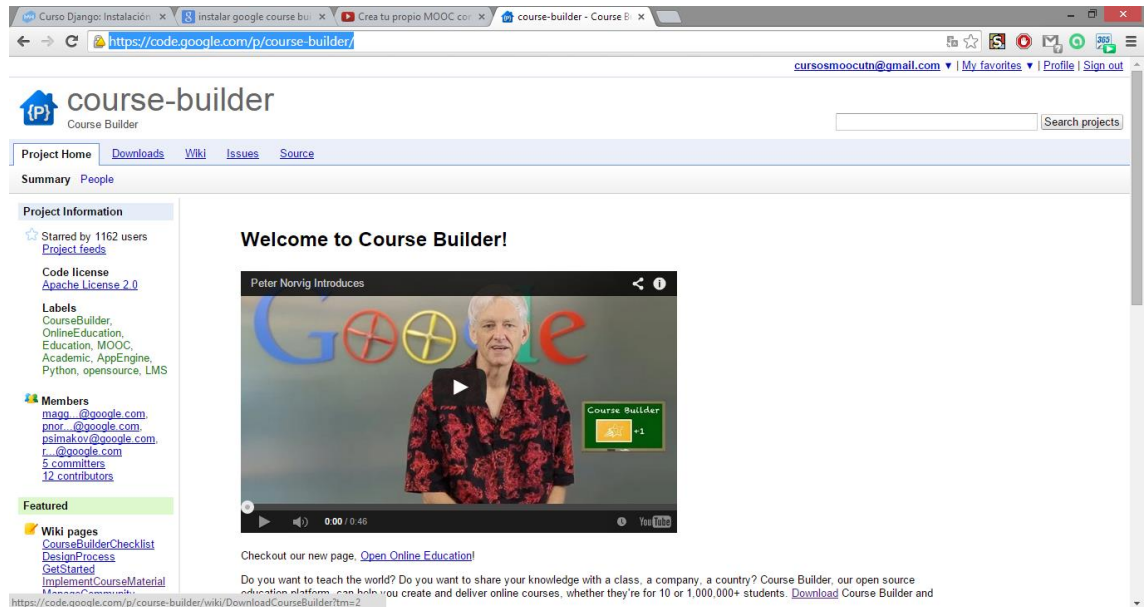 Curso Django: Instalación
instalar google course bui
Crea tu propio MOOC con
course-builder - Course B
https://code.google.com/p/course-builder/
cursosmoocutn@gmail.com ▼ | My favorites ▼ | Profile | Sign out
{P}
course-builder
Course Builder
Search projects
Project Home Downloads Wiki Issues Source
Summary People
Project Information
Starred by 1162 users
Project feeds
Code license
Apache License 2.0
Labels
CourseBuilder,
OnlineEducation,
Education, MOOC,
Academic, AppEngine,
Python, opensource, LMS
Members
magg...@google.com,
pnor...@google.com,
psimakov@google.com,
r...@google.com
5 committers
12 contributors
Featured
Wiki pages
CourseBuilderChecklist
DesignProcess
GetStarted
ImplementCourseMaterial
ManageCommunity
Welcome to Course Builder!
Peter Norvig Introduces
Google
Course Builder
+1
0:00 / 0:46
YouTube
Checkout our new page, Open Online Education!
Do you want to teach the world? Do you want to share your knowledge with a class, a company, a country? Course Builder, our open source
education platform, can help you create and deliver online courses, whether they're for 10 or 1,000,000+ students. Download Course Builder and
https://code.google.com/p/course-builder/wiki/DownloadCourseBuilder?tm=2